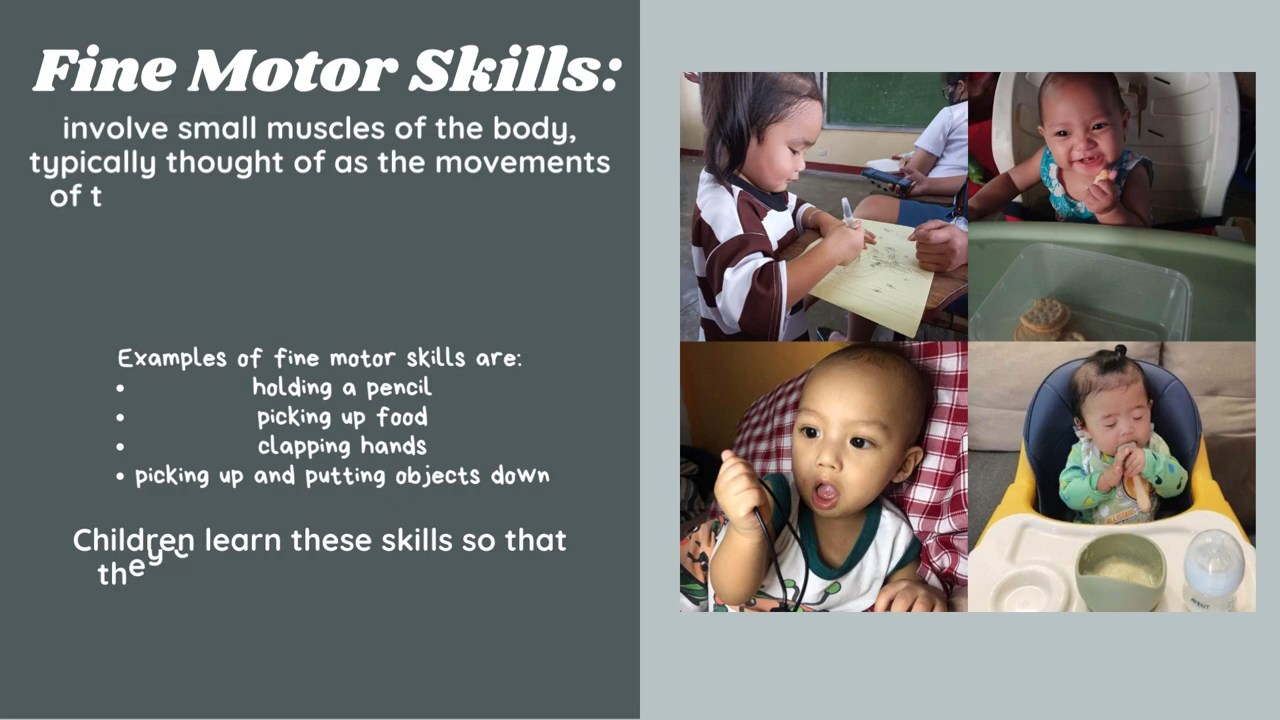 Fine Motor Skills:
involve small muscles of the body,
typically thought of as the movements
of t
Examples of fine motor skills are:
• holding a pencil
• picking up food
• clapping hands
• picking up and putting objects down
Children learn these skills so that
they